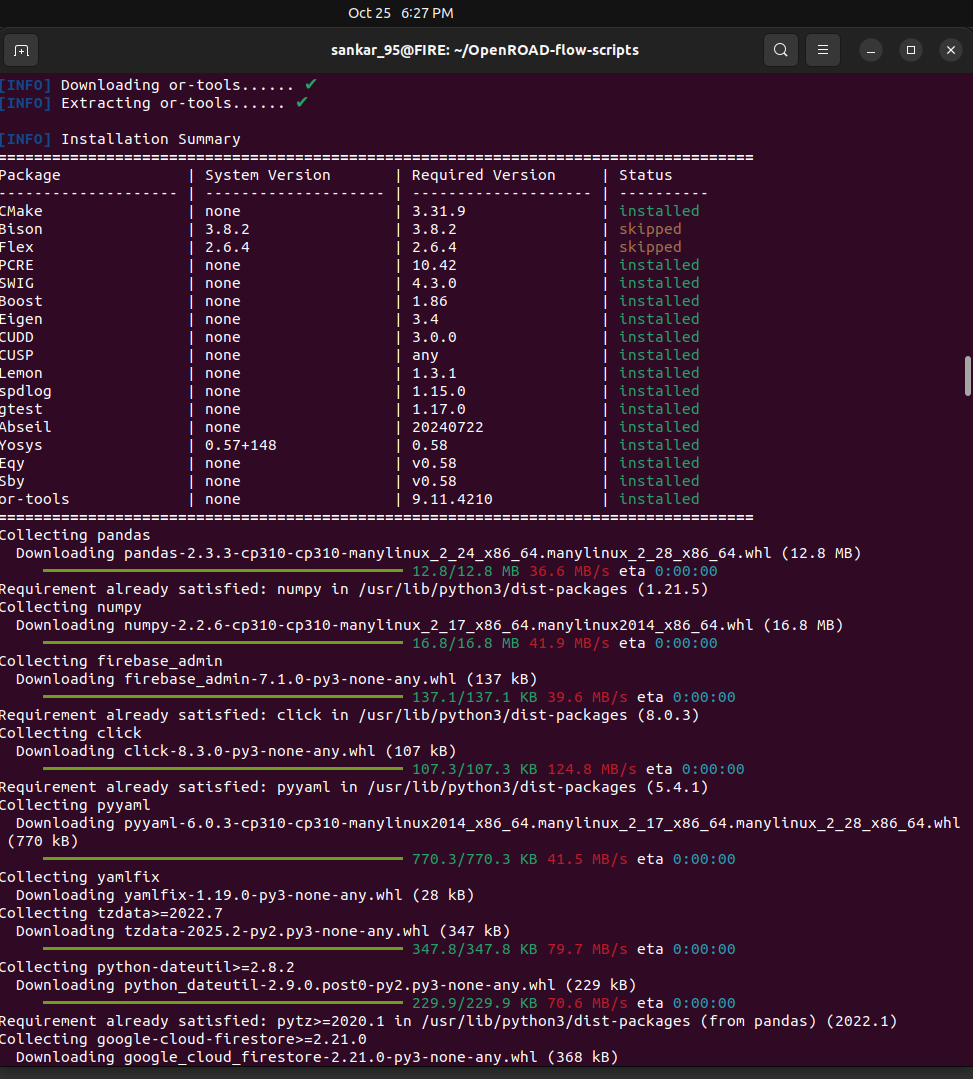 Oct 25 6:27 PM
sankar_95@FIRE: ~/OpenROAD-flow-scripts
[INFO] Downloading or-tools...... ✔
[INFO] Extracting or-tools...... ✔
[INFO] Installation Summary
====================================================================================
Package | System Version | Required Version | Status
-------------------- | -------------------- | -------------------- | ----------
CMake | none | 3.31.9 | installed
Bison | 3.8.2 | 3.8.2 | skipped
Flex | 2.6.4 | 2.6.4 | skipped
PCRE | none | 10.42 | installed
SWIG | none | 4.3.0 | installed
Boost | none | 1.86 | installed
Eigen | none | 3.4 | installed
CUDD | none | 3.0.0 | installed
CUSP | none | any | installed
Lemon | none | 1.3.1 | installed
spdlog | none | 1.15.0 | installed
gtest | none | 1.17.0 | installed
Abseil | none | 20240722 | installed
Yosys | 0.57+148 | 0.58 | installed
Eqy | none | v0.58 | installed
Sby | none | v0.58 | installed
or-tools | none | 9.11.4210 | installed
====================================================================================
Collecting pandas
Downloading pandas-2.3.3-cp310-cp310-manylinux_2_24_x86_64.manylinux_2_28_x86_64.whl (12.8 MB)
12.8/12.8 MB 36.6 MB/s eta 0:00:00
Requirement already satisfied: numpy in /usr/lib/python3/dist-packages (1.21.5)
Collecting numpy
Downloading numpy-2.2.6-cp310-cp310-manylinux_2_17_x86_64.manylinux2014_x86_64.whl (16.8 MB)
16.8/16.8 MB 41.9 MB/s eta 0:00:00
Collecting firebase_admin
Downloading firebase_admin-7.1.0-py3-none-any.whl (137 kB)
137.1/137.1 KB 39.6 MB/s eta 0:00:00
Requirement already satisfied: click in /usr/lib/python3/dist-packages (8.0.3)
Collecting click
Downloading click-8.3.0-py3-none-any.whl (107 kB)
107.3/107.3 KB 124.8 MB/s eta 0:00:00
Requirement already satisfied: pyyaml in /usr/lib/python3/dist-packages (5.4.1)
Collecting pyyaml
Downloading pyyaml-6.0.3-cp310-cp310-manylinux2014_x86_64.manylinux_2_17_x86_64.manylinux_2_28_x86_64.whl
(770 kB)
770.3/770.3 KB 41.5 MB/s eta 0:00:00
Collecting yamlfix
Downloading yamlfix-1.19.0-py3-none-any.whl (28 kB)
Collecting tzdata>=2022.7
Downloading tzdata-2025.2-py2.py3-none-any.whl (347 kB)
347.8/347.8 KB 79.7 MB/s eta 0:00:00
Collecting python-dateutil>=2.8.2
Downloading python_dateutil-2.9.0.post0-py2.py3-none-any.whl (229 kB)
229.9/229.9 KB 70.6 MB/s eta 0:00:00
Requirement already satisfied: pytz>=2020.1 in /usr/lib/python3/dist-packages (from pandas) (2022.1)
Collecting google-cloud-firestore>=2.21.0
Downloading google_cloud_firestore-2.21.0-py3-none-any.whl (368 kB)